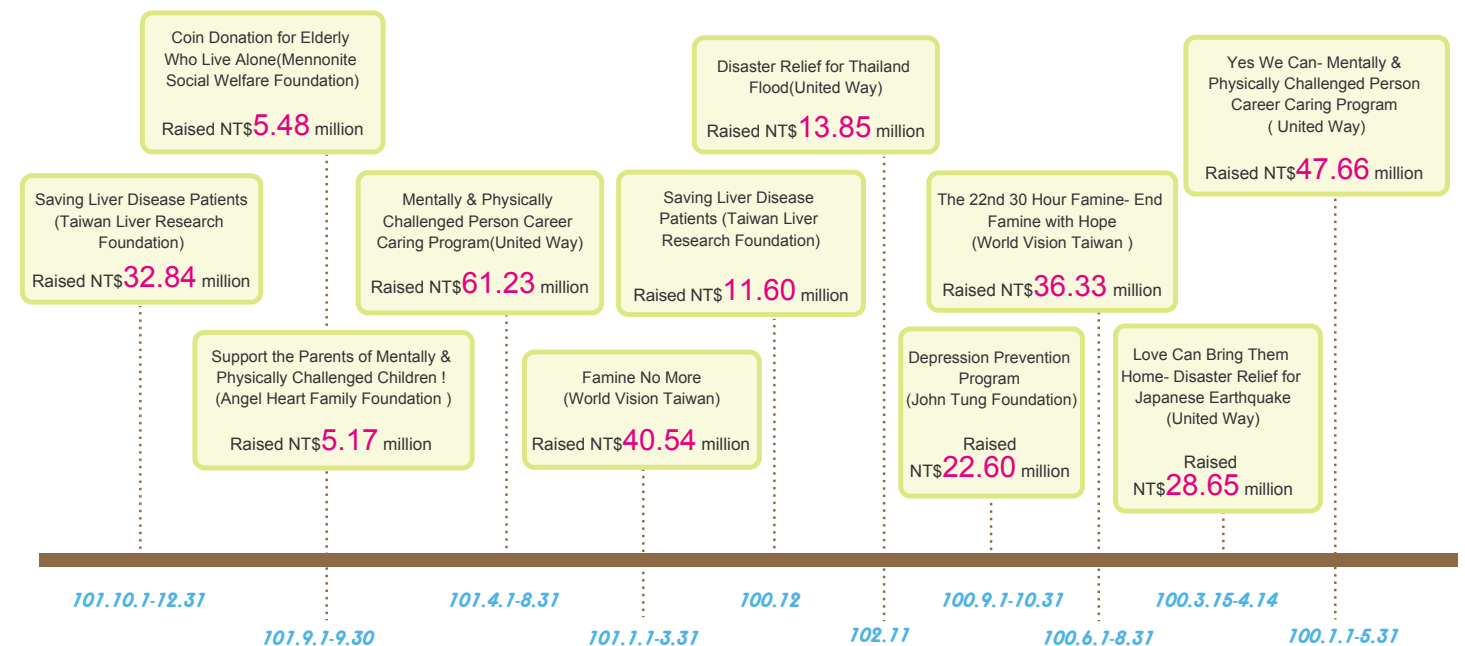 Coin Donation for Elderly
Who Live Alone(Mennonite
Social Welfare Foundation)
Raised NT$5.48 million
Disaster Relief for Thailand
Flood(United Way)
Raised NT$13.85 million
Yes We Can- Mentally &
Physically Challenged Person
Career Caring Program
( United Way)
Raised NT$47.66 million
Saving Liver Disease Patients
(Taiwan Liver Research
Foundation)
Raised NT$32.84 million
Mentally & Physically
Challenged Person Career
Caring Program(United Way)
Raised NT$61.23 million
Saving Liver Disease
Patients (Taiwan Liver
Research Foundation)
Raised NT$11.60 million
The 22nd 30 Hour Famine- End
Famine with Hope
(World Vision Taiwan )
Raised NT$36.33 million
Support the Parents of Mentally &
Physically Challenged Children !
(Angel Heart Family Foundation )
Raised NT$5.17 million
Famine No More
(World Vision Taiwan)
Raised NT$40.54 million
Depression Prevention
Program
(John Tung Foundation)
Raised
NT$22.60 million
Love Can Bring Them
Home- Disaster Relief for
Japanese Earthquake
(United Way)
Raised
NT$28.65 million
101.10.1-12.31
101.4.1-8.31
100.12
100.9.1-10.31
100.3.15-4.14
101.9.1-9.30
101.1.1-3.31
102.11
100.6.1-8.31
100.1.1-5.31